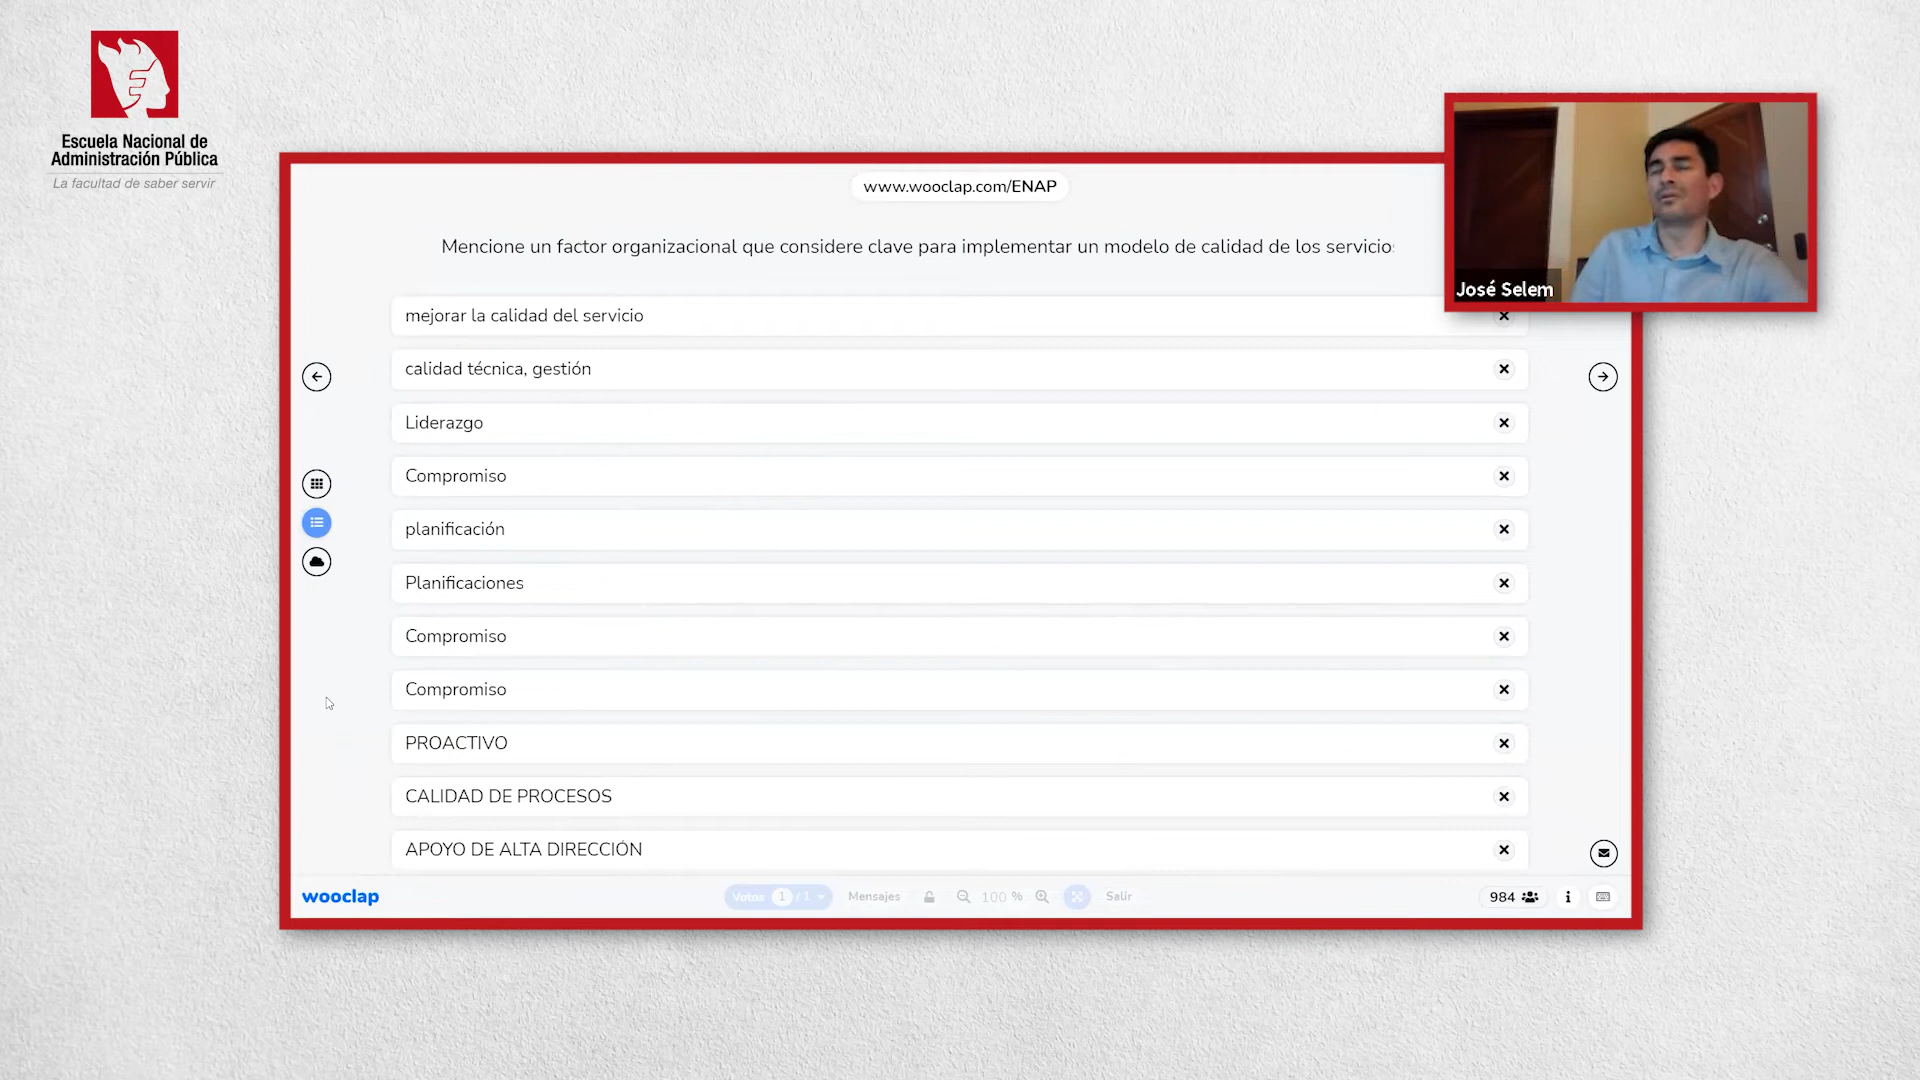 Escuela Nacional de
Administración Pública
La facultad de saber servir
www.wooclap.com/ENAP
Mencione un factor organizacional que considere clave para implementar un modelo de calidad de los servicio
José Selem
mejorar la calidad del servicio
calidad técnica, gestión
Liderazgo
Compromiso
planificación
Planificaciones
Compromiso
Compromiso
PROACTIVO
CALIDAD DE PROCESOS
APOYO DE ALTA DIRECCIÓN
wooclap
Votos 1 / 1
Mensajes
100 %
Salir
984